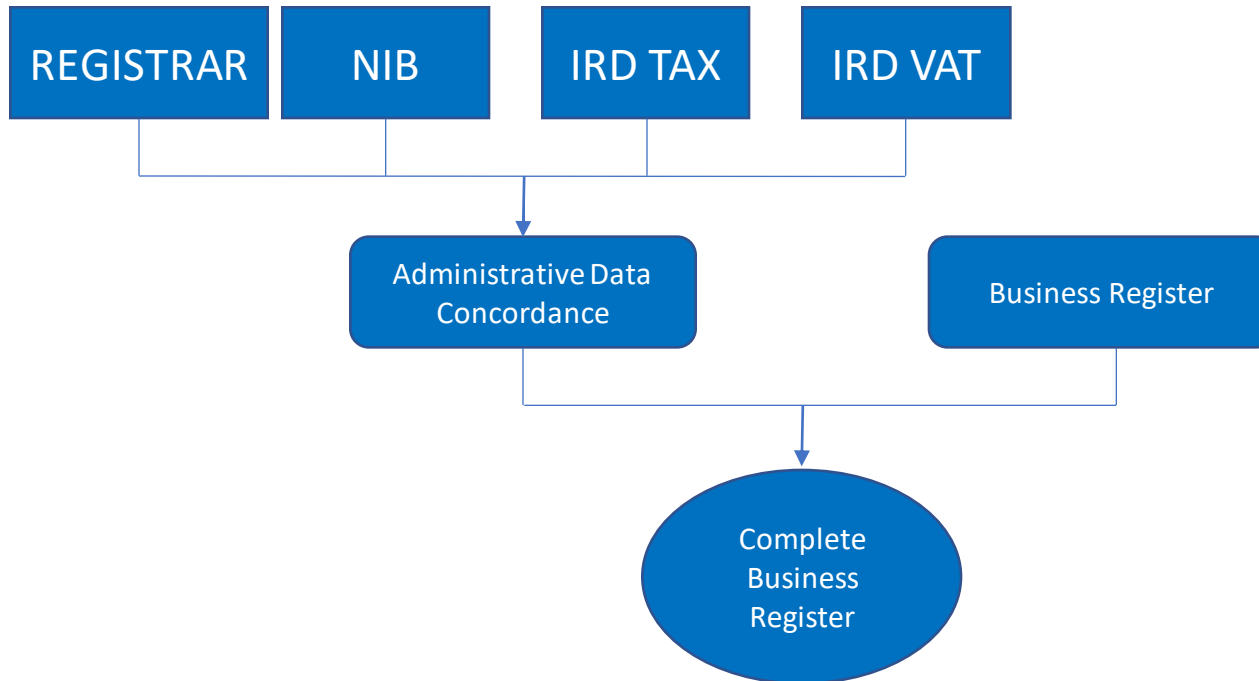 REGISTRAR
NIB
IRD TAX
IRD VAT
Administrative Data
Concordance
Business Register
Complete
Business
Register